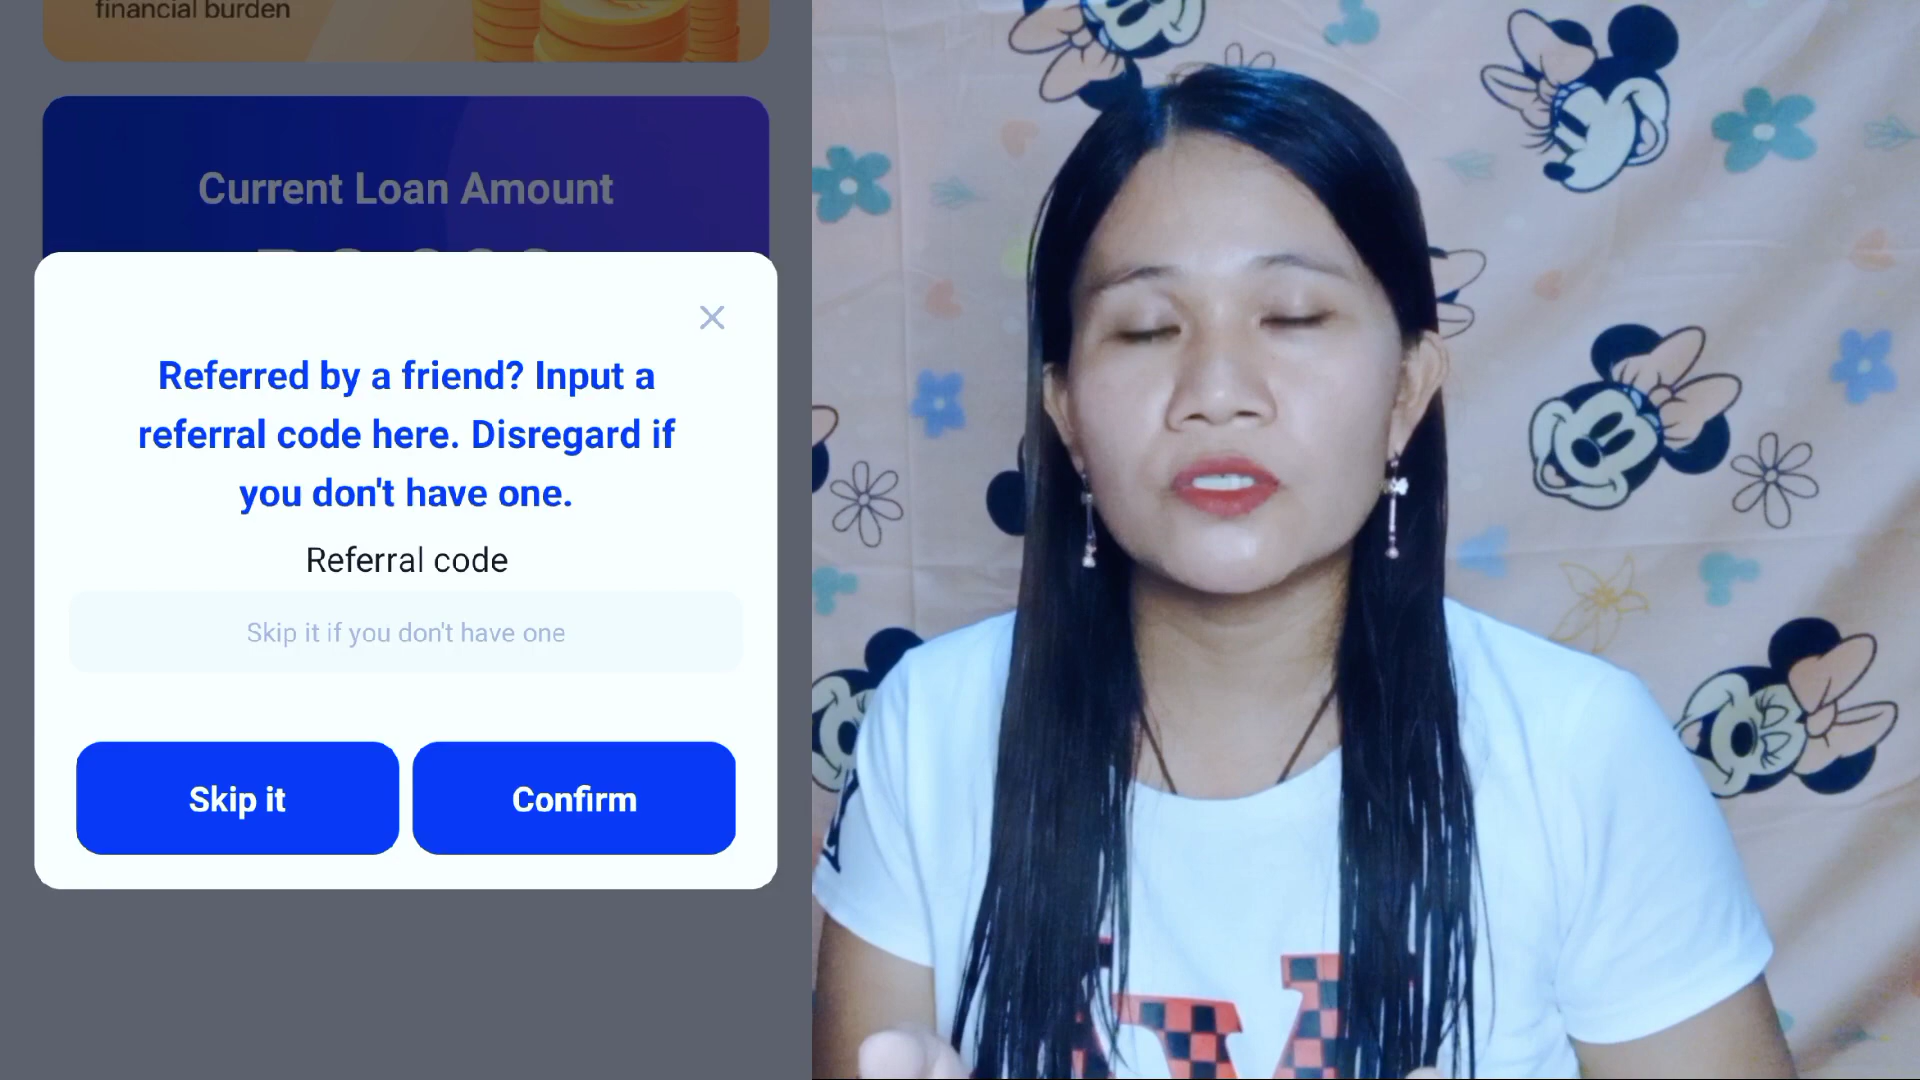 financial burden
Current Loan Amount
Referred by a friend? Input a
referral code here. Disregard if
you don't have one.
Referral code
Skip it if you don't have one
Skip it
Confirm